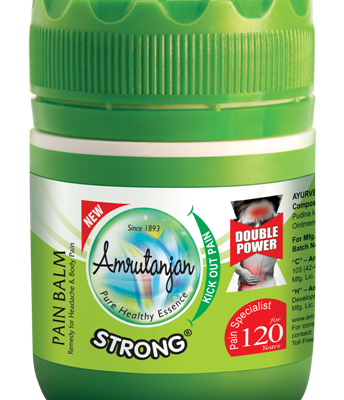 NEW
Since 1893
Amrutanjan
Pure Healthy Essence
STRONG®
PAIN BALM
Remedy for Headache & Body Pain
KICK OUT PAIN
DOUBLE
POWER
Pain Specialist
for
120
Years
AYURVE
Compos
Pudina
Ointme
For Mfg.
Batch N
"C" – Am
103 (42-
Mfg. Lic.
"H" – Am
Develop
Mfg. Lic.
For cons
contact:
Toll Free